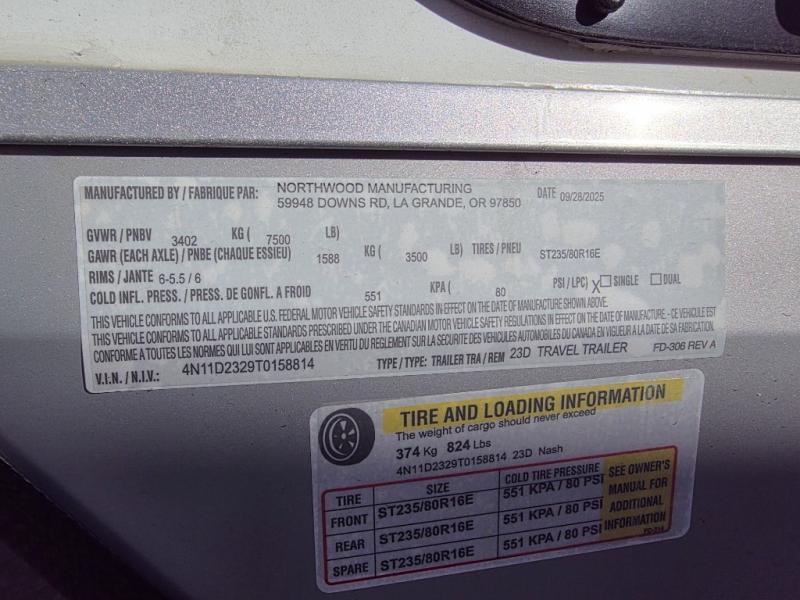 MANUFACTURED BY / FABRIQUE PAR: NORTHWOOD MANUFACTURING DATE 09/28/2025
59948 DOWNS RD, LA GRANDE, OR 97850
GVWR / PNBV 3402 KG ( 7500 LB)
GAWR (EACH AXLE) / PNBE (CHAQUE ESSIEU) 1588 KG ( 3500 LB) TIRES / PNEU ST235/80R16E
RIMS / JANTE 6-5.5 / 6
COLD INFL. PRESS. / PRESS. DE GONFL. A FROID 551 KPA ( 80 PSI / LPC) X SINGLE DUAL
THIS VEHICLE CONFORMS TO ALL APPLICABLE U.S. FEDERAL MOTOR VEHICLE SAFETY STANDARDS IN EFFECT ON THE DATE OF MANUFACTURE SHOWN ABOVE.
THIS VEHICLE CONFORMS TO ALL APPLICABLE STANDARDS PRESCRIBED UNDER THE CANADIAN MOTOR VEHICLE SAFETY REGULATIONS IN EFFECT ON THE DATE OF MANUFACTURE - CE VEHICULE EST
CONFORME A TOUTES LES NORMES QUI LUI SONT APPLICABLES EN VERTU DU REGLEMENT SUR LA SECURITE DES VEHICULES AUTOMOBILES DU CANADA EN VIGUEUR A LA DATE DE SA FABRICATION
V.I.N. / N.I.V.: 4N11D2329T0158814 TYPE / TYPE: TRAILER TRA / REM 23D TRAVEL TRAILER FD-306 REV A
TIRE AND LOADING INFORMATION
The weight of cargo should never exceed
374 Kg 824 Lbs
4N11D2329T0158814 23D Nash
TIRE SIZE COLD TIRE PRESSURE
FRONT ST235/80R16E 551 KPA / 80 PSI
REAR ST235/80R16E 551 KPA / 80 PSI
SPARE ST235/80R16E 551 KPA / 80 PSI
SEE OWNER'S
MANUAL FOR
ADDITIONAL
INFORMATION